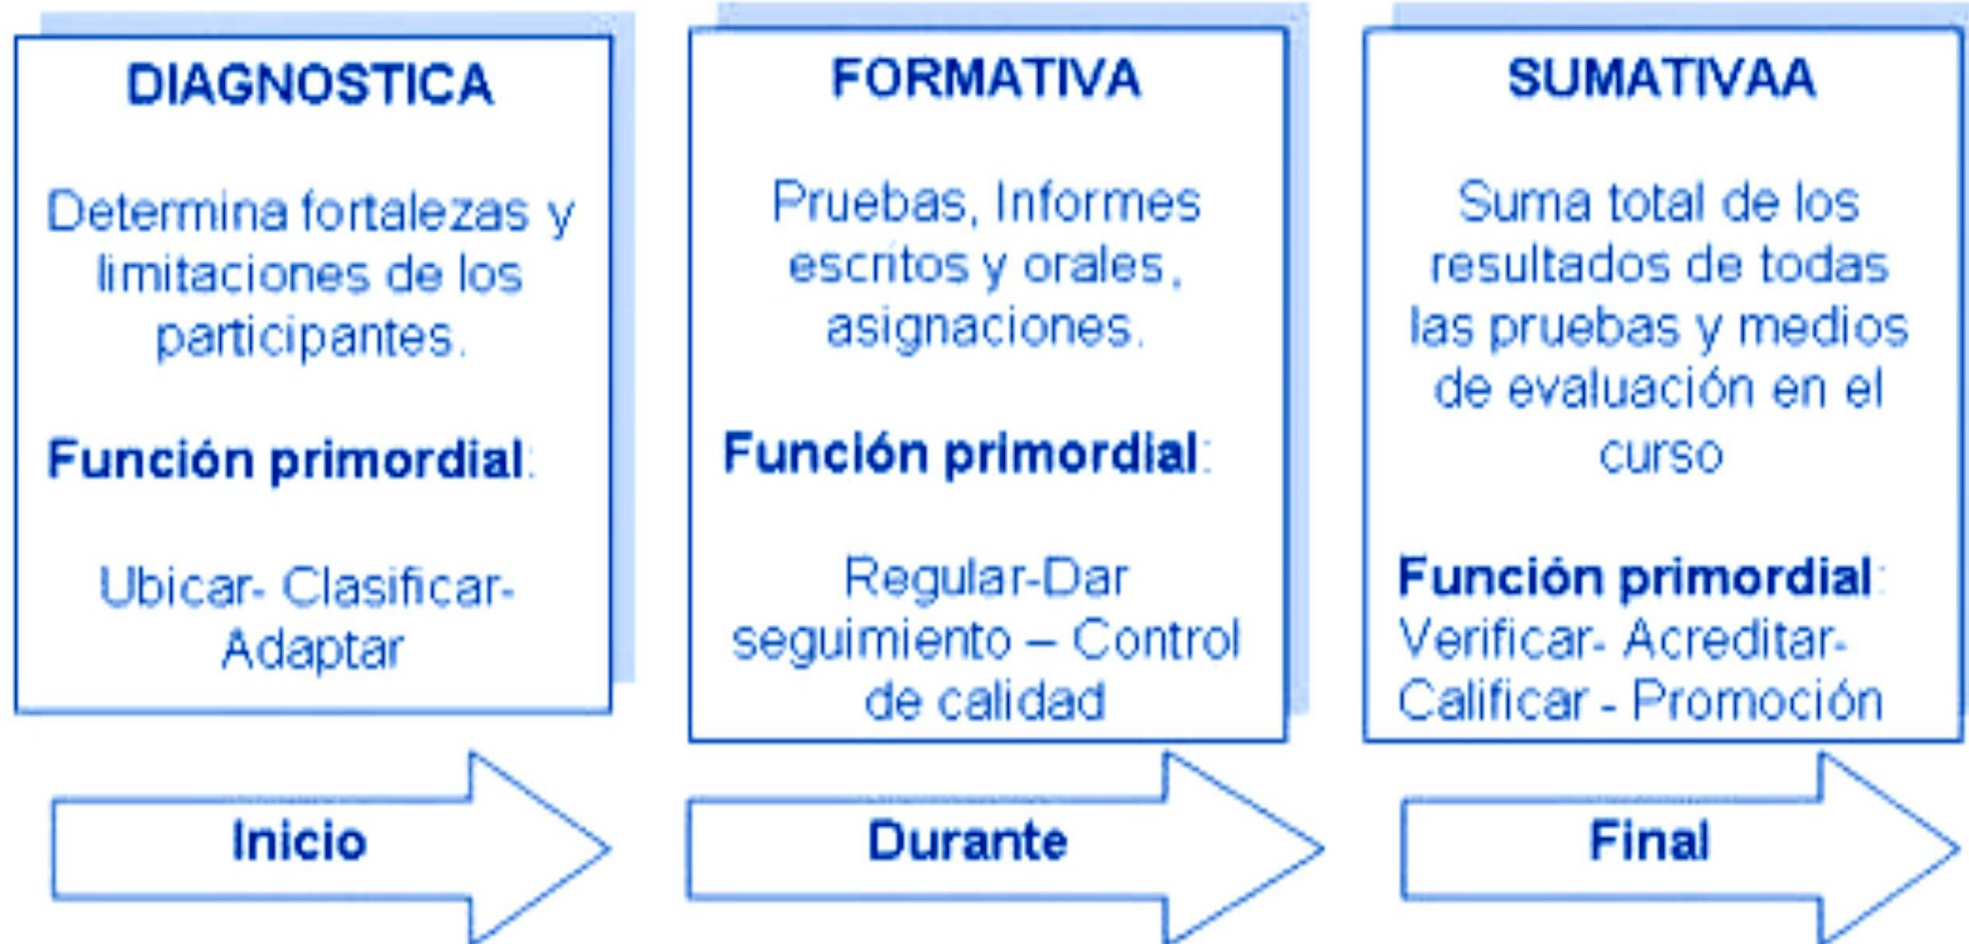 DIAGNOSTICA
Determina fortalezas y
limitaciones de los
participantes.
Función primordial:
Ubicar- Clasificar-
Adaptar
Inicio
FORMATIVA
Pruebas, Informes
escritos y orales,
asignaciones.
Función primordial:
Regular-Dar
seguimiento – Control
de calidad
Durante
SUMATIVAA
Suma total de los
resultados de todas
las pruebas y medios
de evaluación en el
curso
Función primordial:
Verificar- Acreditar-
Calificar - Promoción
Final